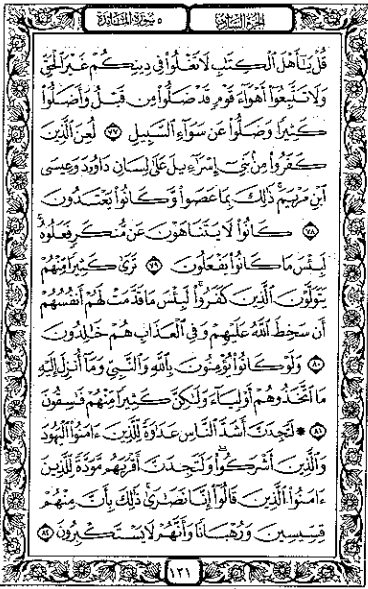 الجزء السادس
٥ سورة المائدة
قُلۡ يَٰٓأَهۡلَ ٱلۡكِتَٰبِ لَا تَغۡلُواْ فِي دِينِكُمۡ غَيۡرَ ٱلۡحَقِّ
وَلَا تَتَّبِعُوٓاْ أَهۡوَآءَ قَوۡمٖ قَدۡ ضَلُّواْ مِن قَبۡلُ وَأَضَلُّواْ
كَثِيرٗا وَضَلُّواْ عَن سَوَآءِ ٱلسَّبِيلِ ٧٧ لُعِنَ ٱلَّذِينَ
كَفَرُواْ مِنۢ بَنِيٓ إِسۡرَٰٓءِيلَ عَلَىٰ لِسَانِ دَاوُۥدَ وَعِيسَى
ٱبۡنِ مَرۡيَمَۚ ذَٰلِكَ بِمَا عَصَواْ وَّكَانُواْ يَعۡتَدُونَ
٧٨ كَانُواْ لَا يَتَنَاهَوۡنَ عَن مُّنكَرٖ فَعَلُوهُۚ
لَبِئۡسَ مَا كَانُواْ يَفۡعَلُونَ ٧٩ تَرَىٰ كَثِيرٗا مِّنۡهُمۡ
يَتَوَلَّوۡنَ ٱلَّذِينَ كَفَرُواْۚ لَبِئۡسَ مَا قَدَّمَتۡ لَهُمۡ أَنفُسُهُمۡ
أَن سَخِطَ ٱللَّهُ عَلَيۡهِمۡ وَفِي ٱلۡعَذَابِ هُمۡ خَٰلِدُونَ
٨٠ وَلَوۡ كَانُواْ يُؤۡمِنُونَ بِٱللَّهِ وَٱلنَّبِيِّ وَمَآ أُنزِلَ إِلَيۡهِ
مَا ٱتَّخَذُوهُمۡ أَوۡلِيَآءَ وَلَٰكِنَّ كَثِيرٗا مِّنۡهُمۡ فَٰسِقُونَ
٨١ ۞ لَتَجِدَنَّ أَشَدَّ ٱلنَّاسِ عَدَٰوَةٗ لِّلَّذِينَ ءَامَنُواْ ٱلۡيَهُودَ
وَٱلَّذِينَ أَشۡرَكُواْۖ وَلَتَجِدَنَّ أَقۡرَبَهُم مَّوَدَّةٗ لِّلَّذِينَ
ءَامَنُواْ ٱلَّذِينَ قَالُوٓاْ إِنَّا نَصَٰرَىٰۚ ذَٰلِكَ بِأَنَّ مِنۡهُمۡ
قِسِّيسِينَ وَرُهۡبَانٗا وَأَنَّهُمۡ لَا يَسۡتَكۡبِرُونَ ٨٢
١٢١